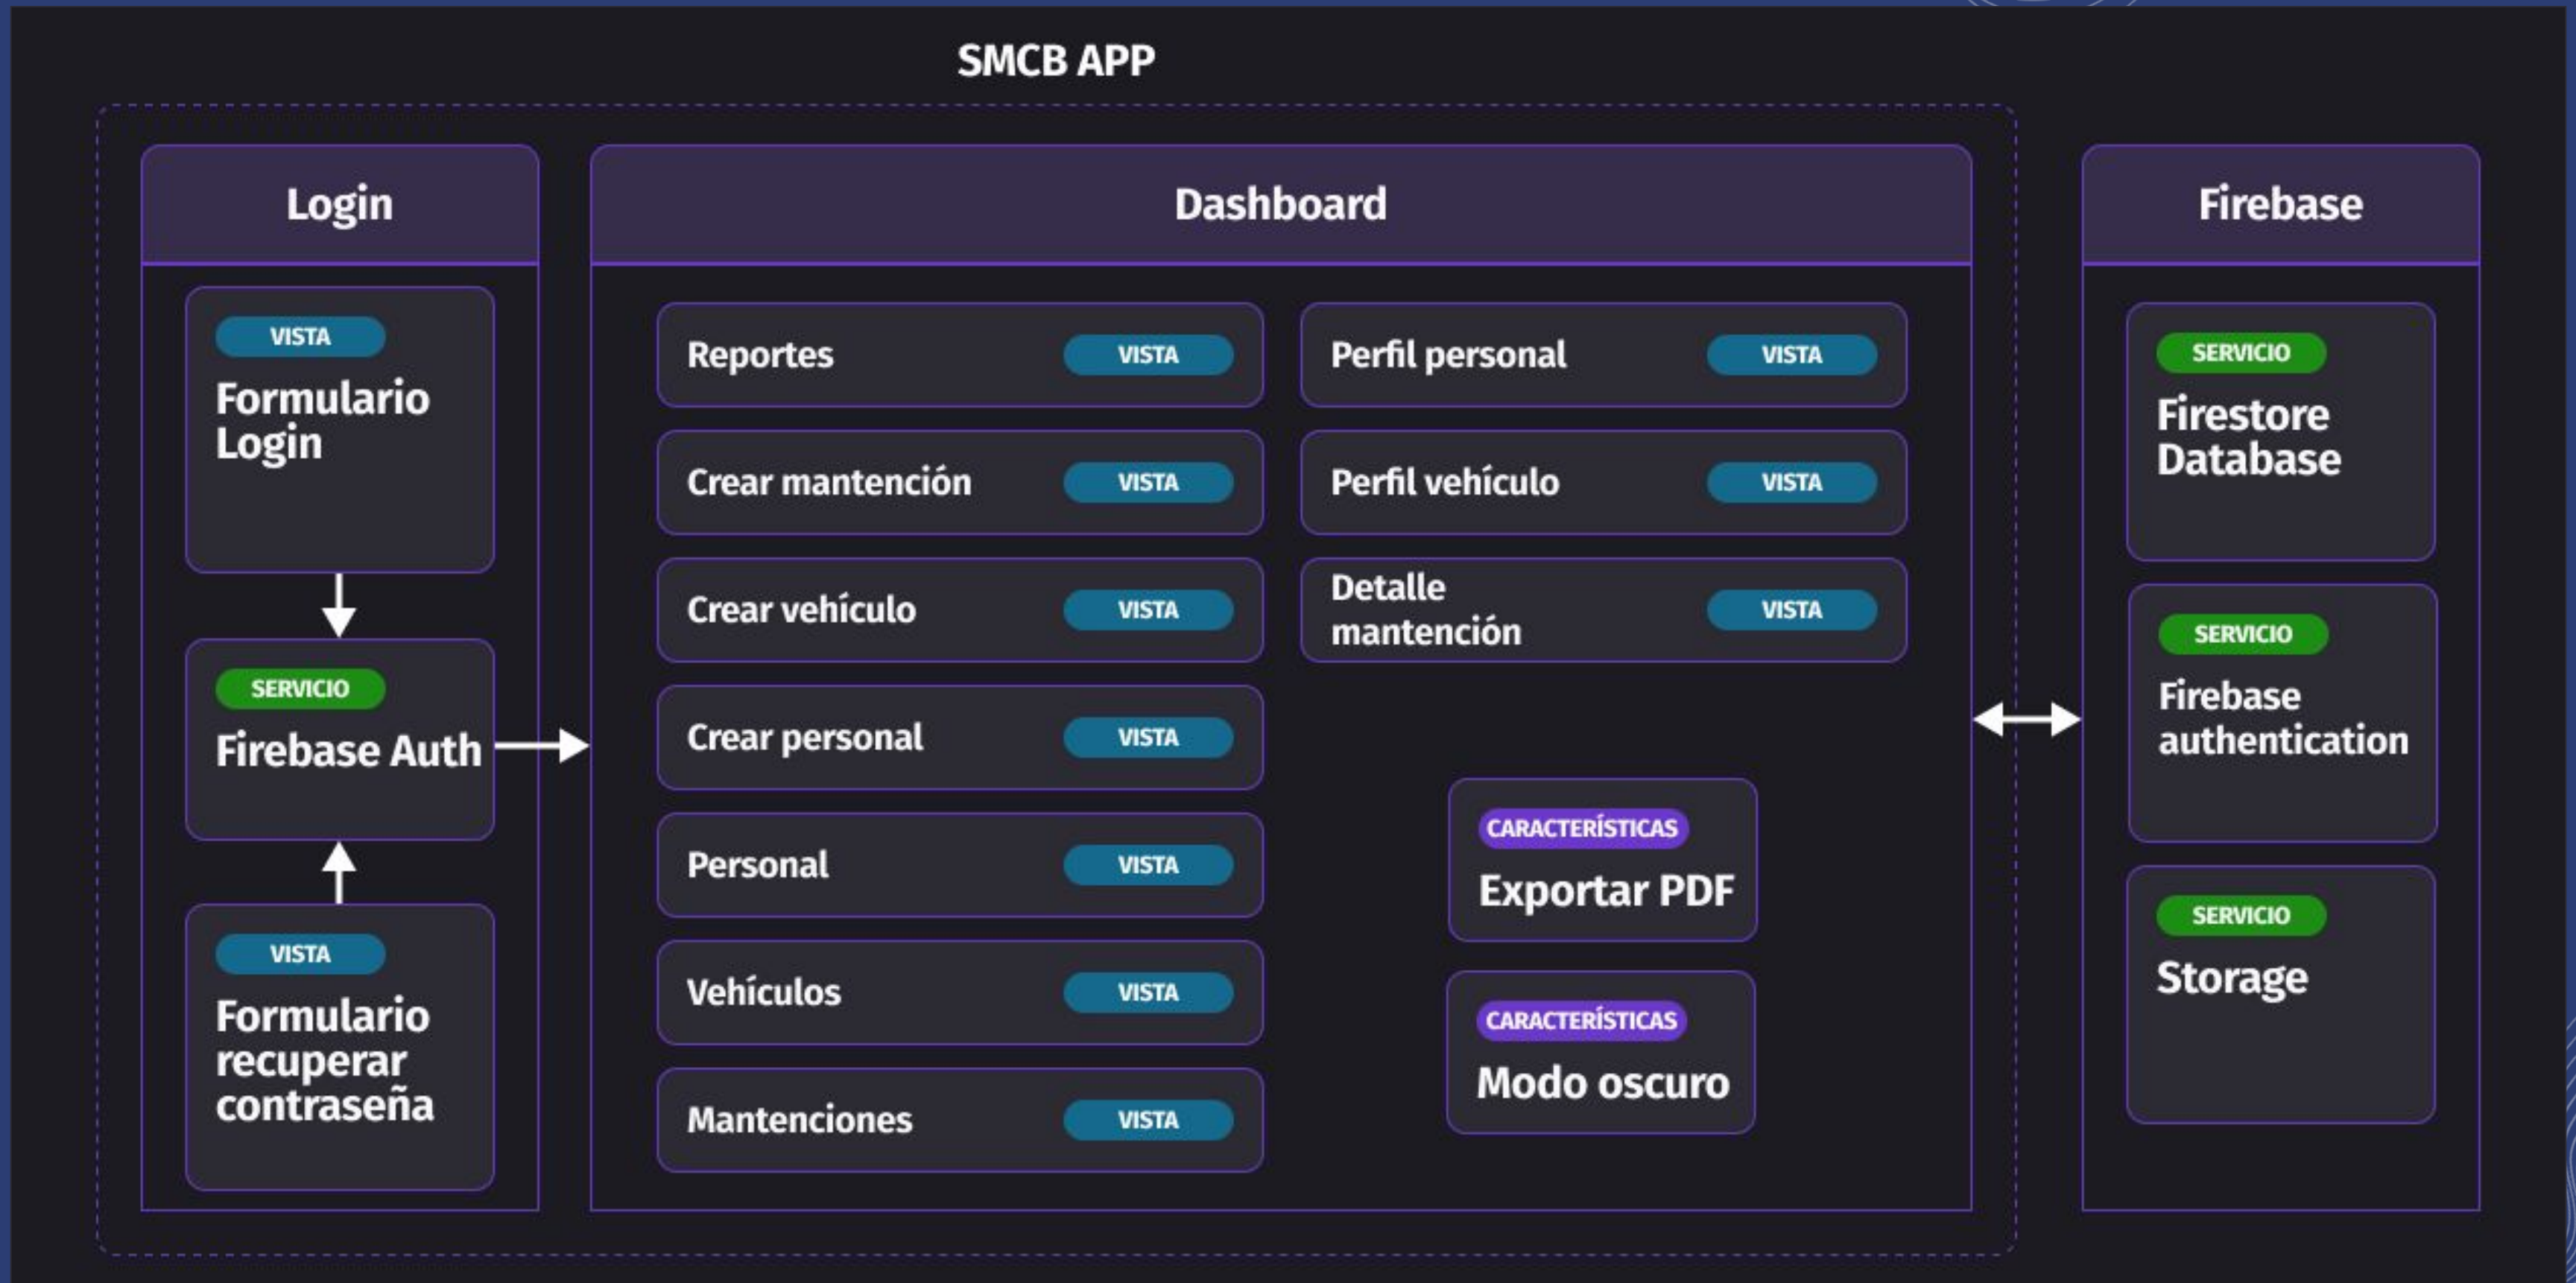 SMCB APP
Login
VISTA
Formulario
Login
SERVICIO
Firebase Auth
VISTA
Formulario
recuperar
contraseña
Dashboard
Reportes VISTA
Crear mantención VISTA
Crear vehículo VISTA
Crear personal VISTA
Personal VISTA
Vehículos VISTA
Mantenciones VISTA
Perfil personal VISTA
Perfil vehículo VISTA
Detalle
mantención VISTA
CARACTERÍSTICAS
Exportar PDF
CARACTERÍSTICAS
Modo oscuro
Firebase
SERVICIO
Firestore
Database
SERVICIO
Firebase
authentication
SERVICIO
Storage